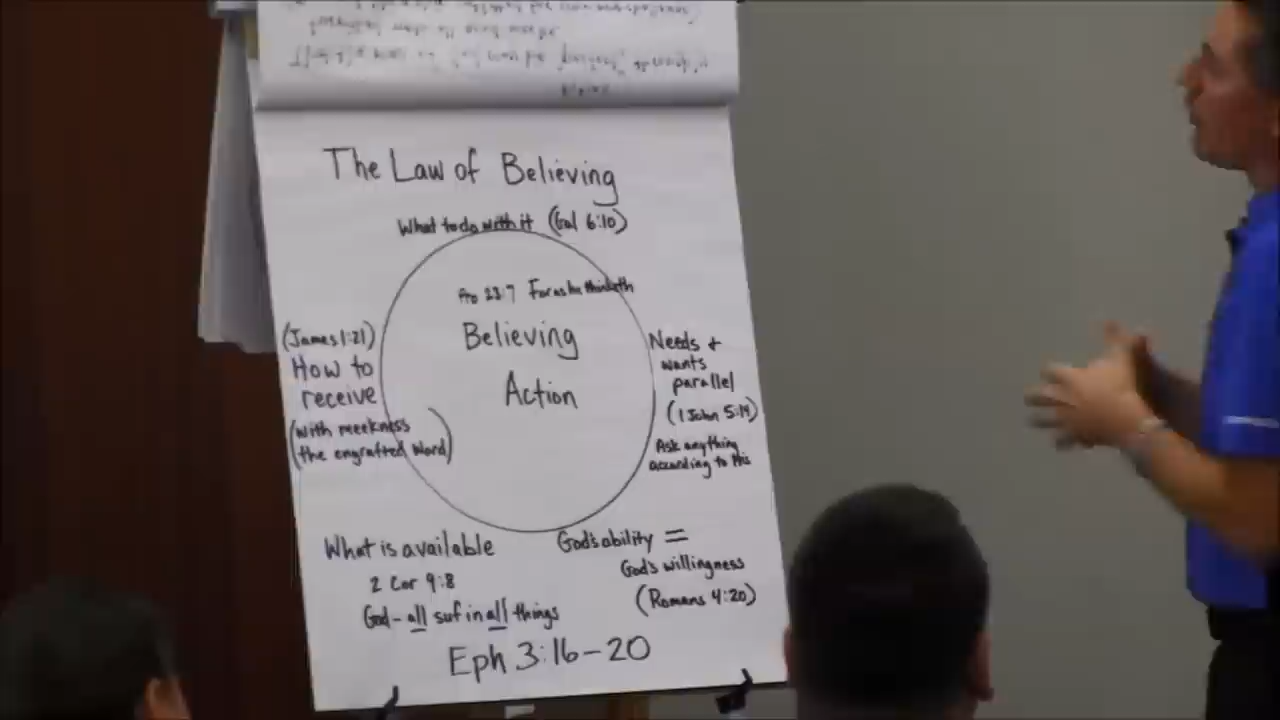 The Law of Believing
What to do with it (Gal 6:10)
Pro 23:7 For as he thinketh
Believing
Action
(James 1:21)
How to
receive
(with meekness
the engrafted Word)
Needs +
wants
parallel
(1 John 5:14)
Ask anything
according to this
What is available
2 Cor 9:8
God - all suf in all things
God's ability =
God's willingness
(Romans 4:20)
Eph 3:16-20